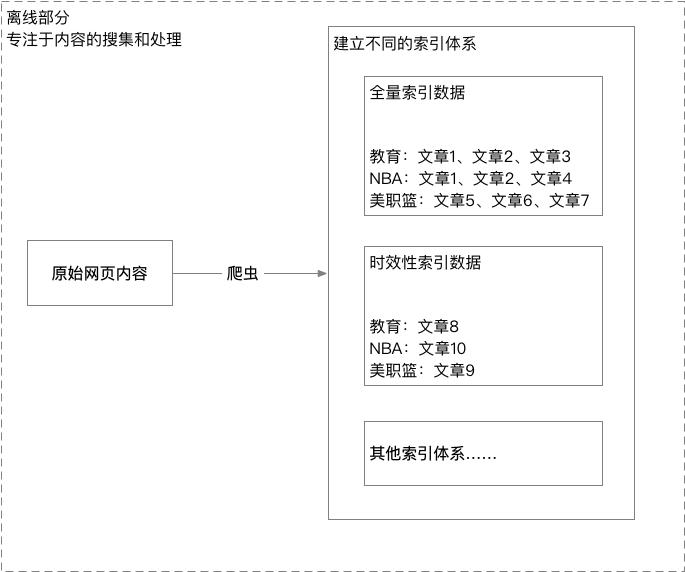 离线部分
专注于内容的搜集和处理
建立不同的索引体系
全量索引数据
教育：文章1、文章2、文章3
NBA：文章1、文章2、文章4
美职篮：文章5、文章6、文章7
原始网页内容
爬虫
时效性索引数据
教育：文章8
NBA：文章10
美职篮：文章9
其他索引体系……